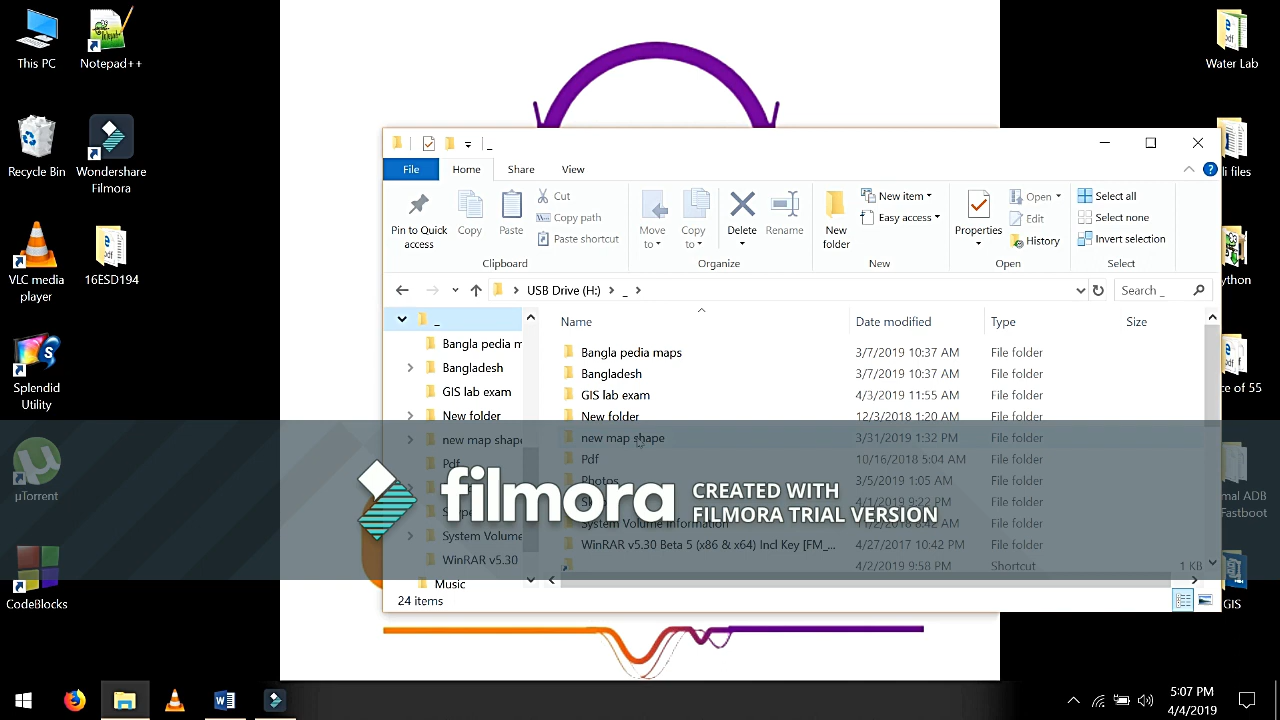 This PC
Notepad++
Recycle Bin
Wondershare
Filmora
VLC media
player
16ESD194
Splendid
Utility
µTorrent
CodeBlocks
Water Lab
GIS
File
Home
Share
View
Pin to Quick
access
Copy
Paste
Cut
Copy path
Paste shortcut
Clipboard
Move
to
Copy
to
Delete
Rename
Organize
New
folder
New item
Easy access
New
Properties
Open
Edit
History
Open
Select all
Select none
Invert selection
Select
USB Drive (H:) > _ >
Search _
_
Bangla pedia m
Bangladesh
GIS lab exam
New folder
new map shape
Pdf
System Volume
WinRAR v5.30
Music
Name Date modified Type Size
Bangla pedia maps 3/7/2019 10:37 AM File folder
Bangladesh 3/7/2019 10:37 AM File folder
GIS lab exam 4/3/2019 11:55 AM File folder
New folder 12/3/2018 1:20 AM File folder
new map shape 3/31/2019 1:32 PM File folder
Pdf 10/16/2018 5:04 AM File folder
Photos 3/5/2019 1:05 AM File folder
4/1/2019 9:22 PM File folder
System Volume Information File folder
WinRAR v5.30 Beta 5 (x86 & x64) Incl Key [FM_... 4/27/2017 10:42 PM File folder
4/2/2019 9:58 PM Shortcut 1 KB
24 items
filmora
CREATED WITH
FILMORA TRIAL VERSION
5:07 PM
4/4/2019